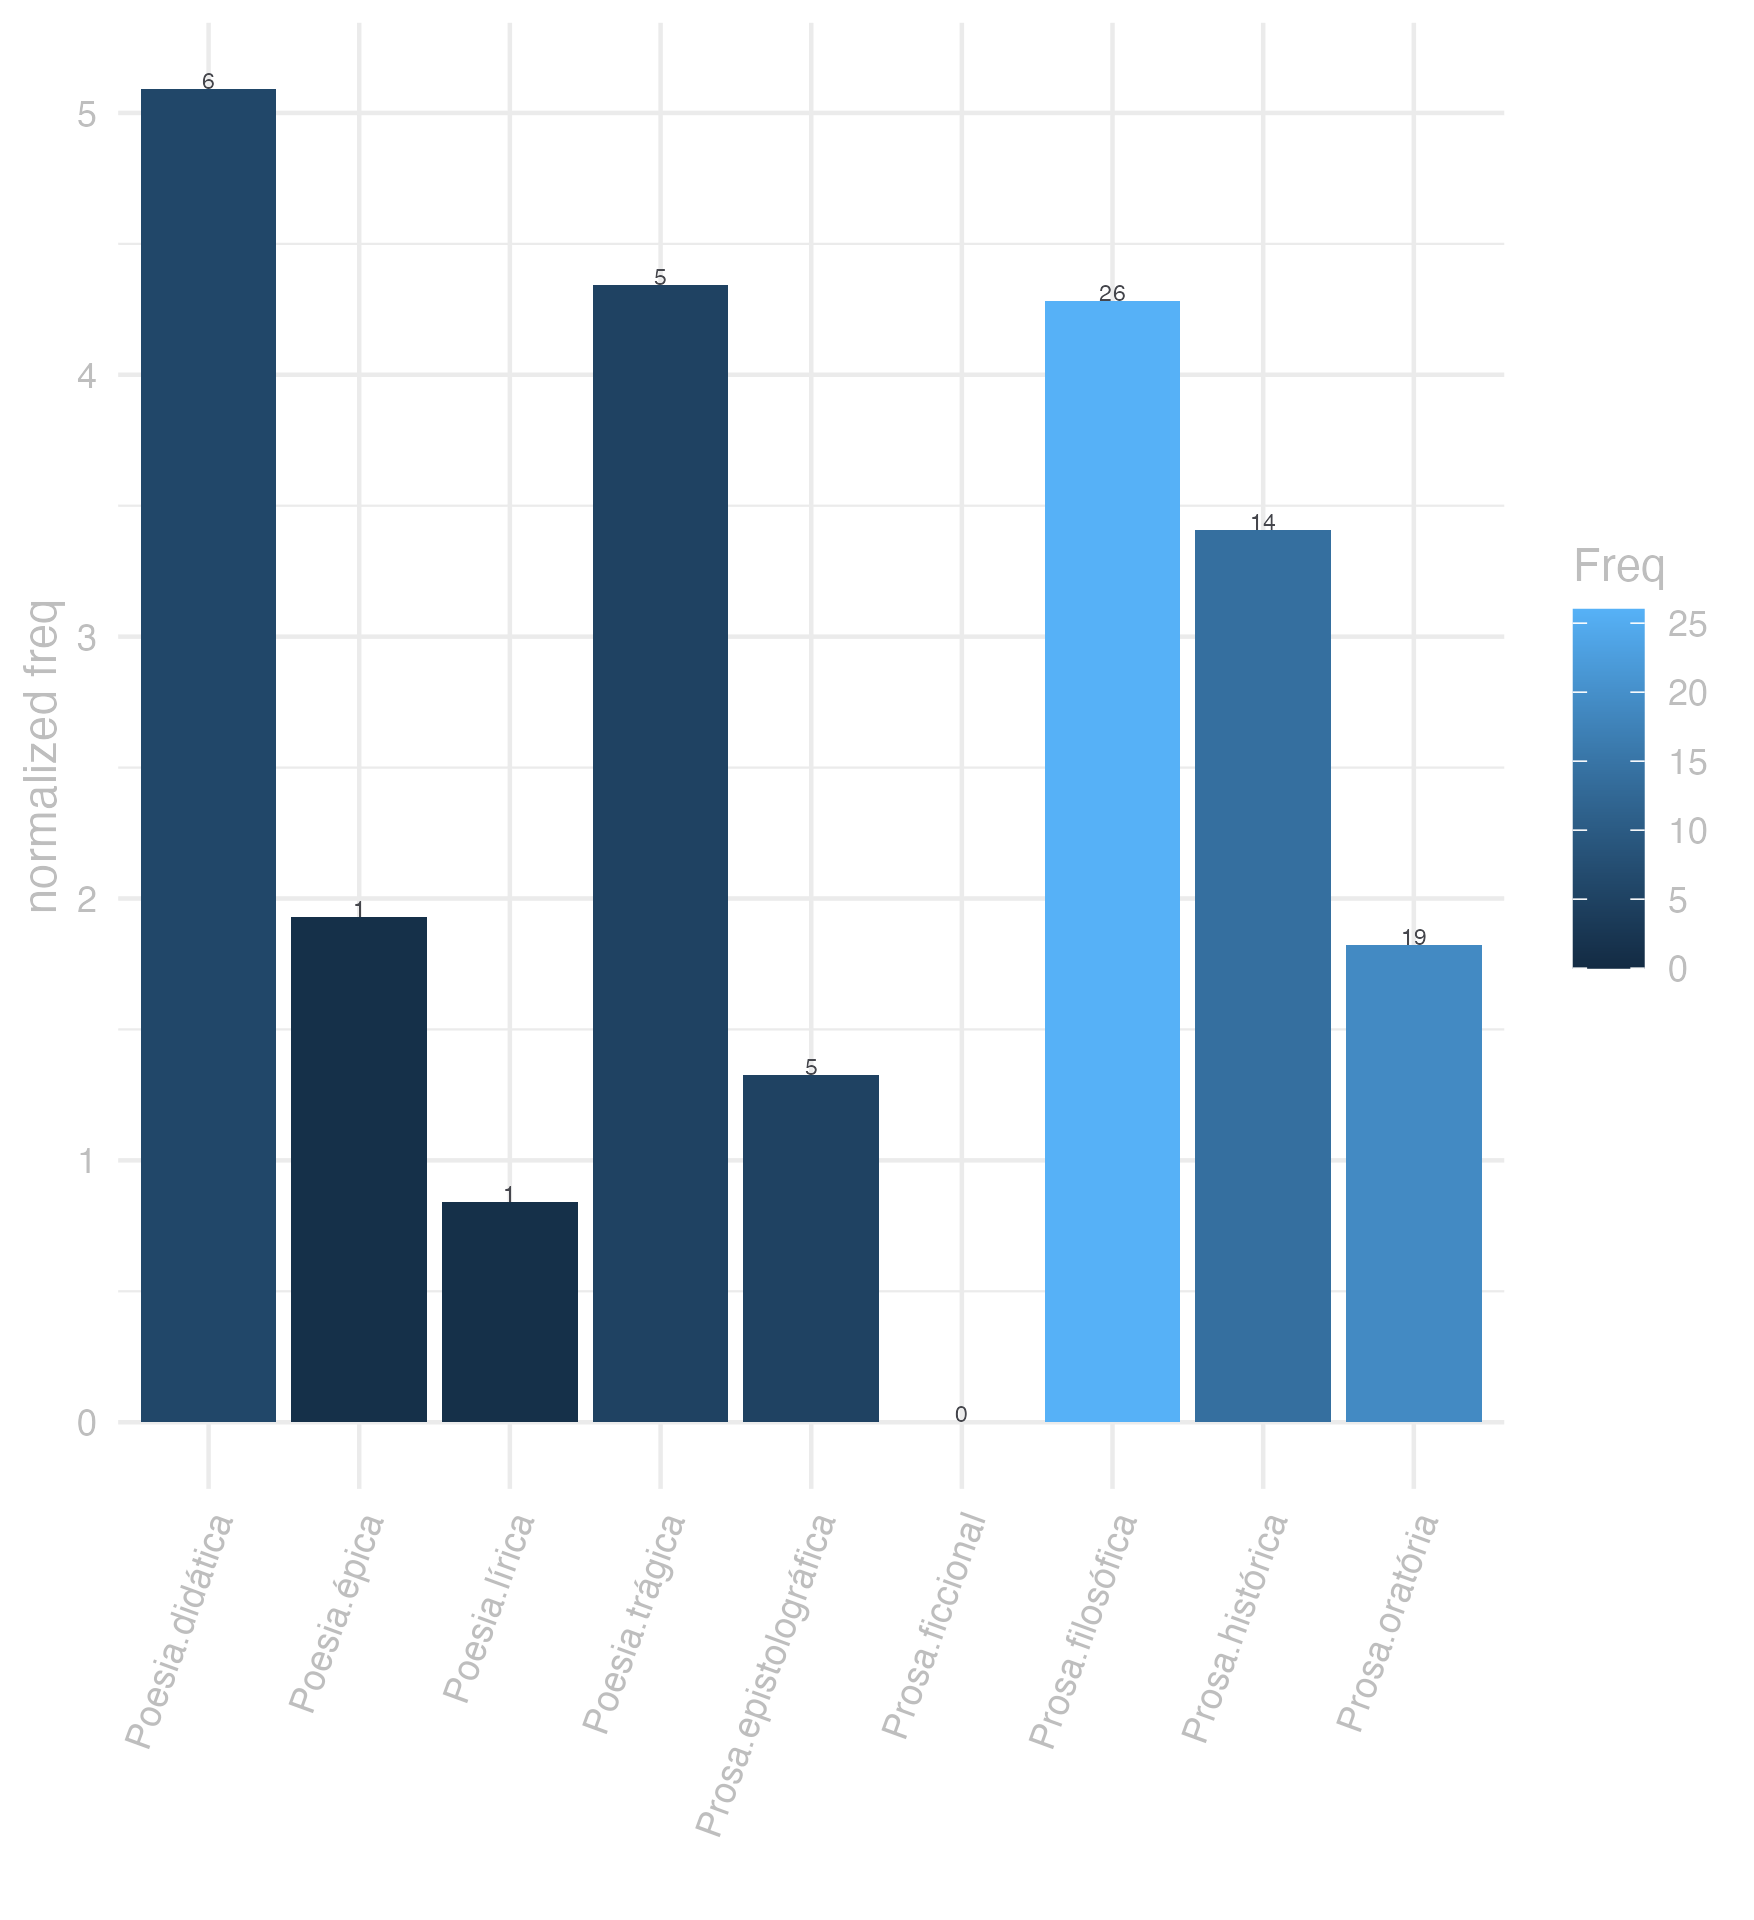 normalized freq
5
4
3
2
1
0
6
1
1
5
5
0
26
14
19
Poesia.didática
Poesia.épica
Poesia.lírica
Poesia.trágica
Prosa.epistolográfica
Prosa.ficcional
Prosa.filosófica
Prosa.histórica
Prosa.oratória
Freq
25
20
15
10
5
0